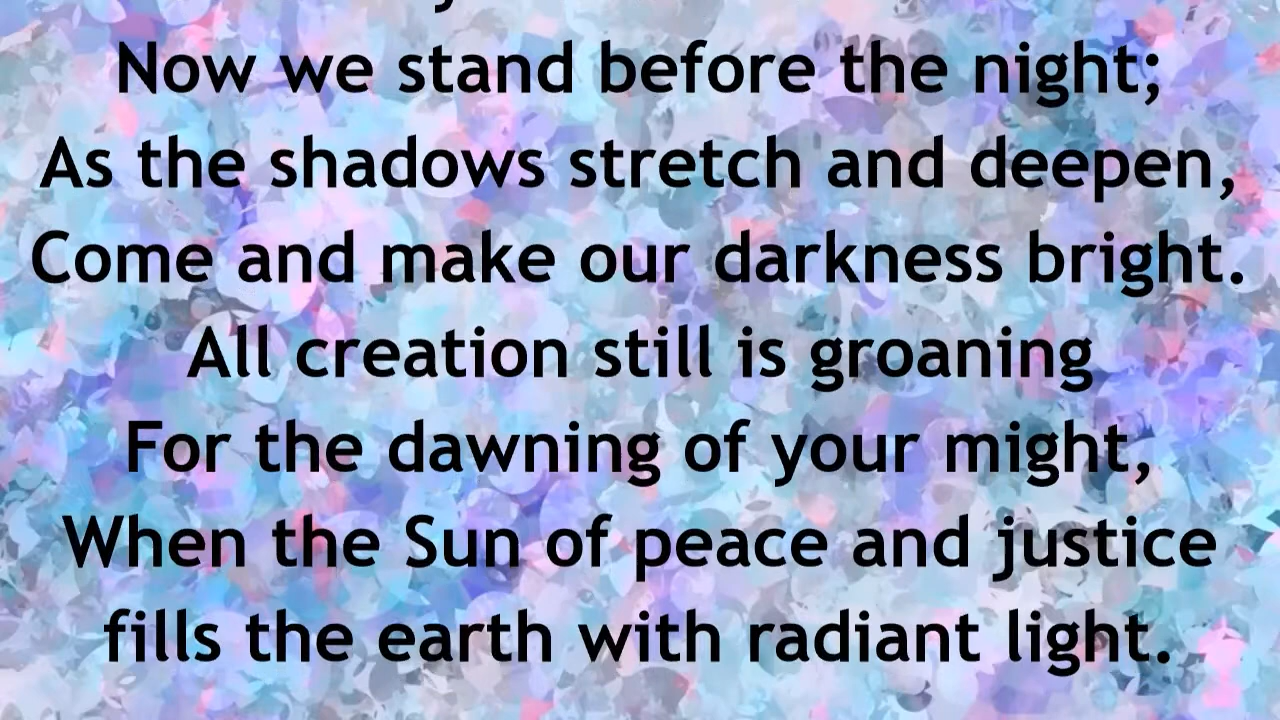 Now we stand before the night;
As the shadows stretch and deepen,
Come and make our darkness bright.
All creation still is groaning
For the dawning of your might,
When the Sun of peace and justice
fills the earth with radiant light.